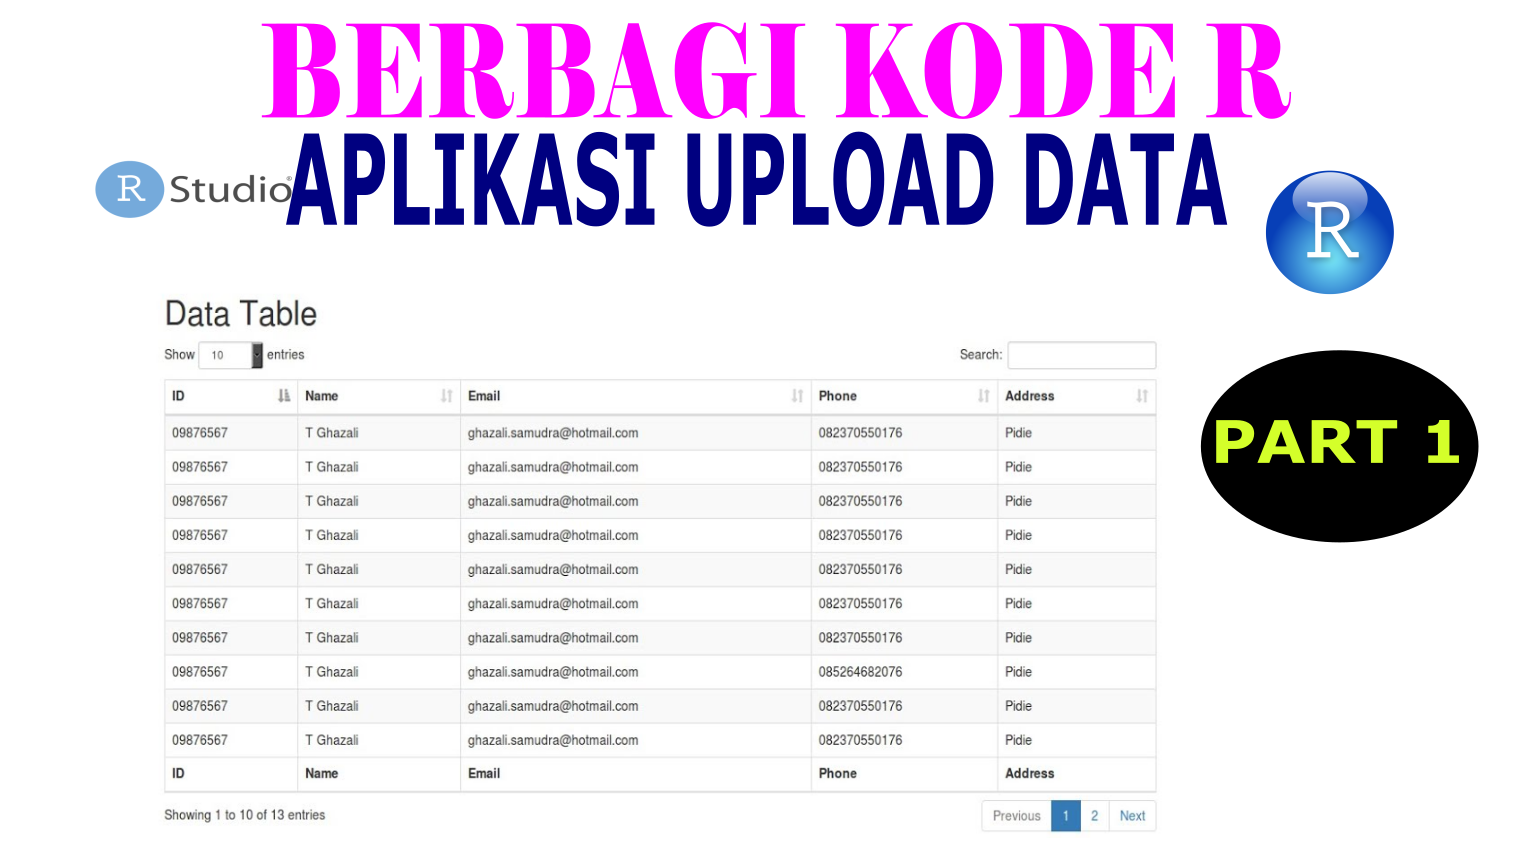 BERBAGI KODE R
APLIKASI UPLOAD DATA
R Studio®
R
Data Table
Show 10 entries Search:
ID Name Email Phone Address
09876567 T Ghazali ghazali.samudra@hotmail.com 082370550176 Pidie
09876567 T Ghazali ghazali.samudra@hotmail.com 082370550176 Pidie
09876567 T Ghazali ghazali.samudra@hotmail.com 082370550176 Pidie
09876567 T Ghazali ghazali.samudra@hotmail.com 082370550176 Pidie
09876567 T Ghazali ghazali.samudra@hotmail.com 082370550176 Pidie
09876567 T Ghazali ghazali.samudra@hotmail.com 082370550176 Pidie
09876567 T Ghazali ghazali.samudra@hotmail.com 082370550176 Pidie
09876567 T Ghazali ghazali.samudra@hotmail.com 085264682076 Pidie
09876567 T Ghazali ghazali.samudra@hotmail.com 082370550176 Pidie
09876567 T Ghazali ghazali.samudra@hotmail.com 082370550176 Pidie
ID Name Email Phone Address
Showing 1 to 10 of 13 entries Previous 1 2 Next
PART 1